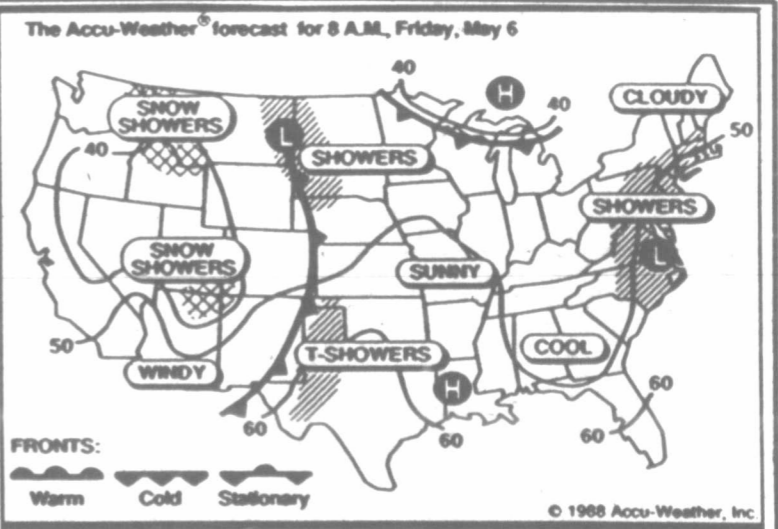 The Accu-Weather® forecast for 8 A.M., Friday, May 6
40
H
40
CLOUDY
SNOW
SHOWERS
50
L
SHOWERS
40
SHOWERS
SNOW
SHOWERS
L
SUNNY
50
WINDY
T-SHOWERS
COOL
H
60
60
60
60
FRONTS:
Warm
Cold
Stationary
© 1988 Accu-Weather, Inc